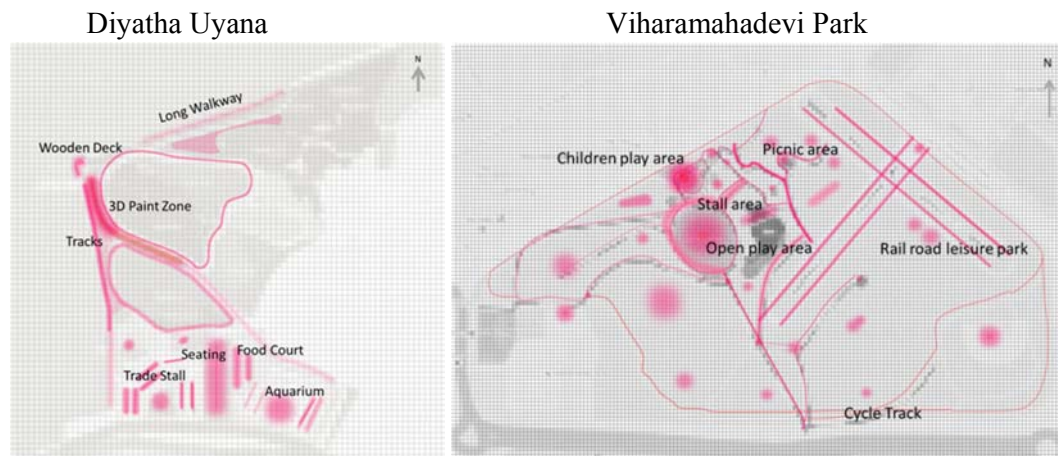 Diyatha Uyana
Viharamahadevi Park
N
Long Walkway
Wooden Deck
3D Paint Zone
Tracks
Seating
Food Court
Trade Stall
Aquarium
N
Picnic area
Children play area
Stall area
Open play area
Rail road leisure park
Cycle Track